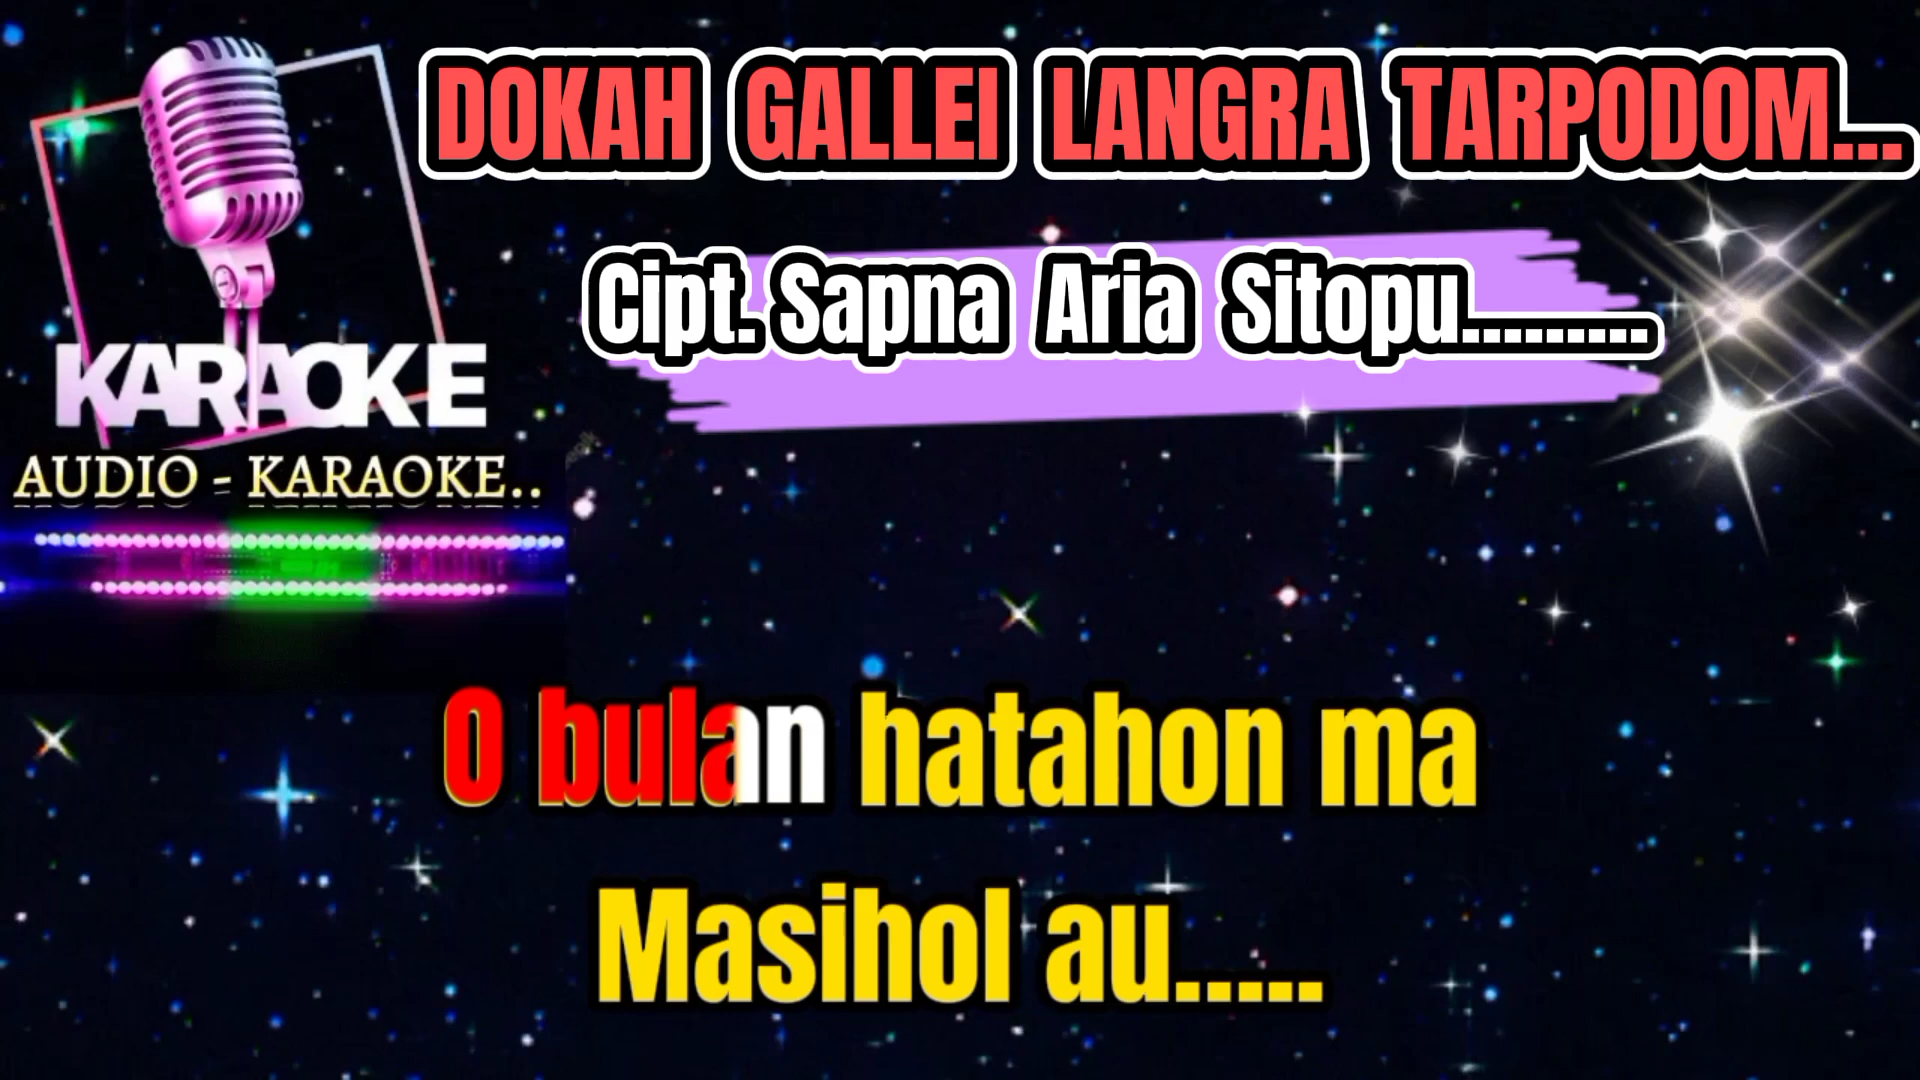 DOKAH GALLEI LANGRA TARPODOM...
Cipt. Sapna Aria Sitopu.........
KARAOKE
AUDIO - KARAOKE..
O bulan hatahon ma
Masihol au.....